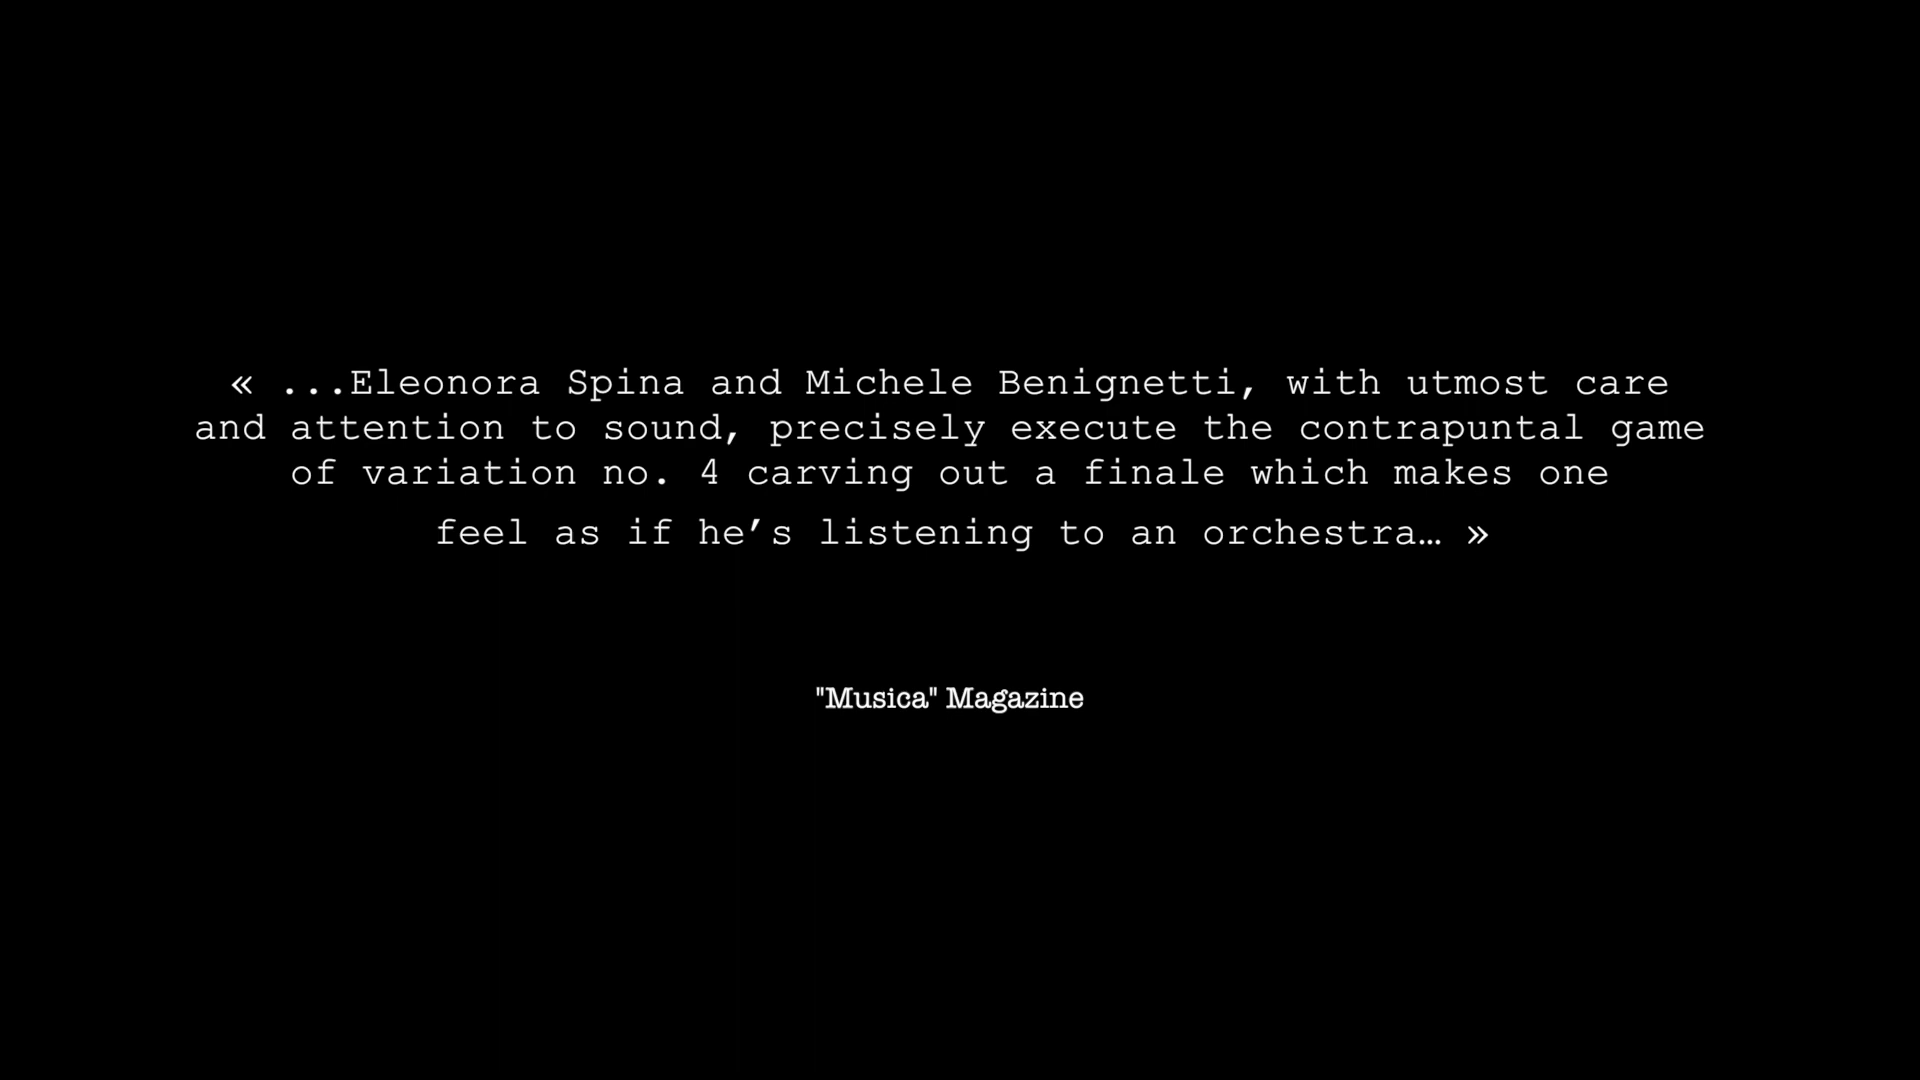 « ...Eleonora Spina and Michele Benignetti, with utmost care
and attention to sound, precisely execute the contrapuntal game
of variation no. 4 carving out a finale which makes one
feel as if he’s listening to an orchestra… »
"Musica" Magazine